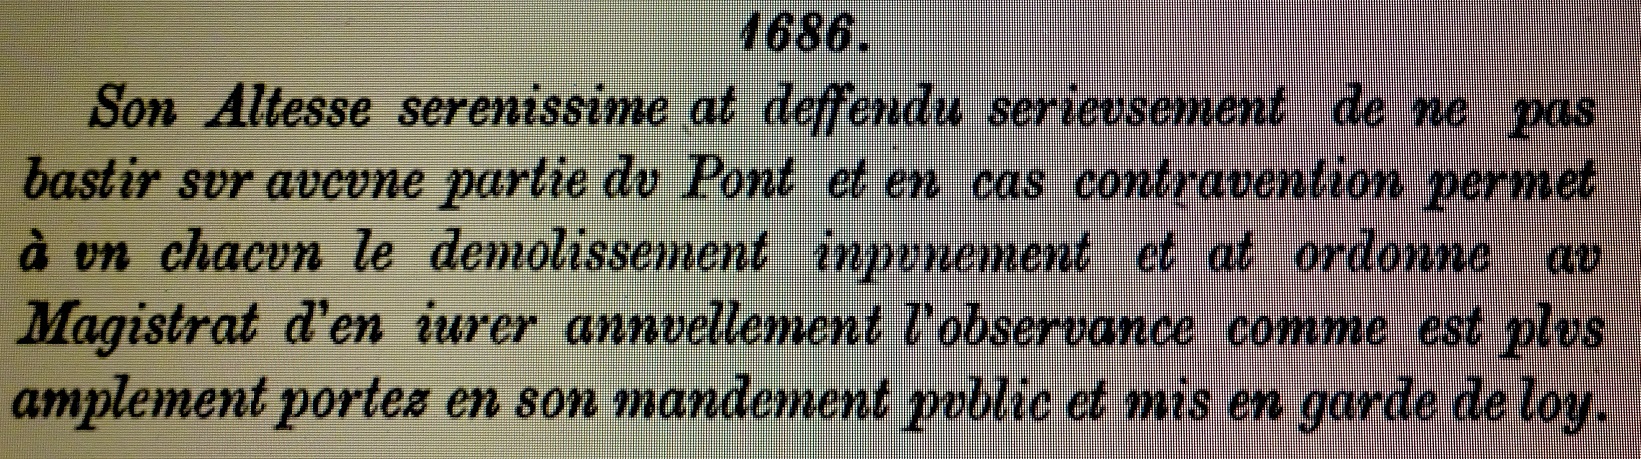 1686.
Son Altesse serenissime at deffendu serievsement de ne pas
bastir svr avcvne partie dv Pont et en cas contravention permet
à vn chacvn le demolissement inpvnement et at ordonne av
Magistrat d'en iurer annvellement l'observance comme est plvs
amplement portez en son mandement pvblic et mis en garde de loy.